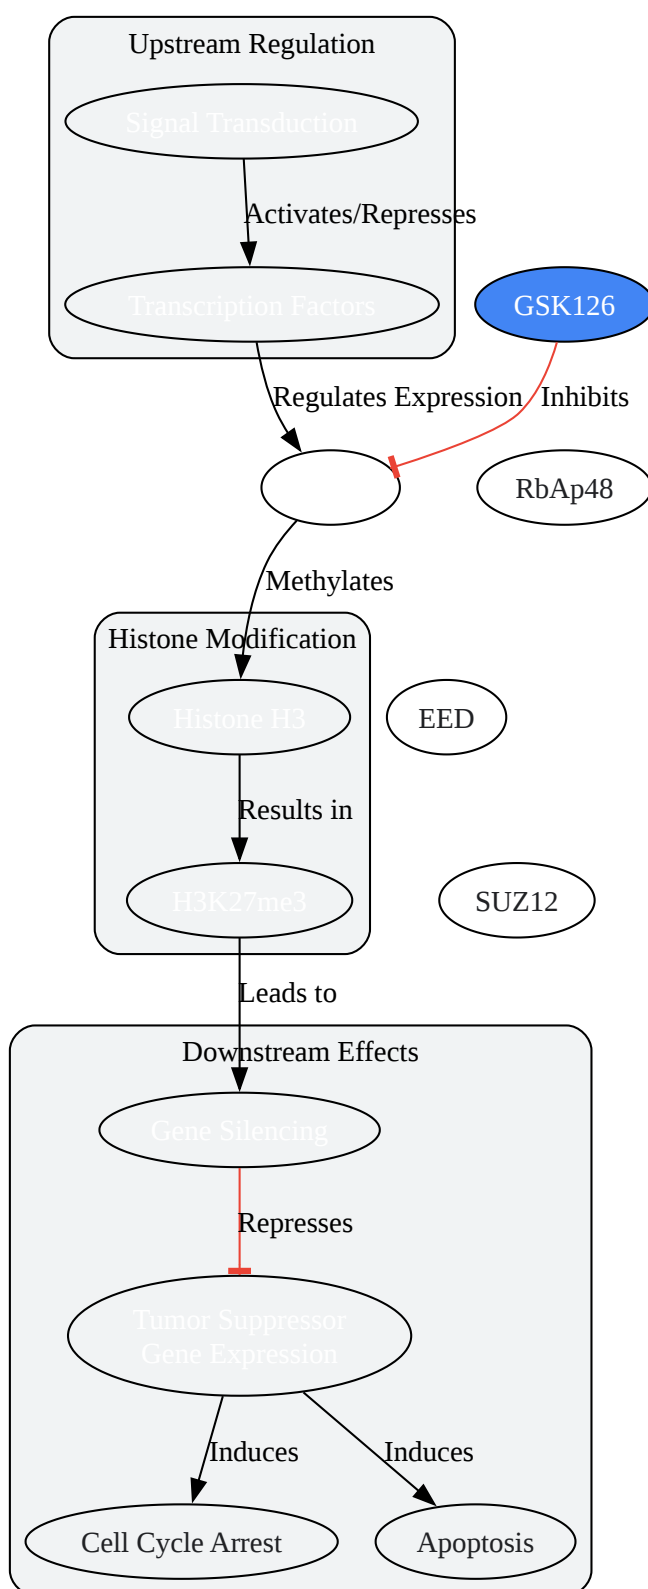 Upstream Regulation
Signal Transduction
Activates/Represses
Transcription Factors
GSK126
Regulates Expression
Inhibits
RbAp48
Methylates
Histone Modification
Histone H3
EED
Results in
H3K27me3
SUZ12
Leads to
Downstream Effects
Gene Silencing
Represses
Tumor Suppressor
Gene Expression
Induces
Induces
Cell Cycle Arrest
Apoptosis